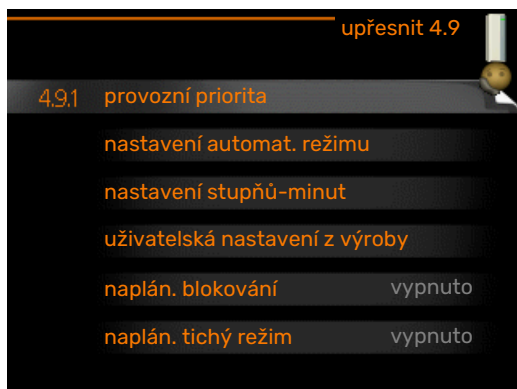 upřesnit 4.9
4.9.1 provozní priorita
nastavení automat. režimu
nastavení stupňů-minut
uživatelská nastavení z výroby
naplán. blokování vypnuto
naplán. tichý režim vypnuto